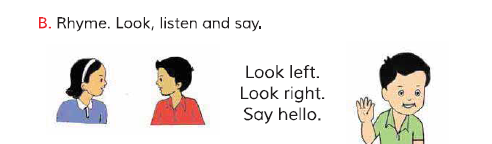 B. Rhyme. Look, listen and say.
Look left.
Look right.
Say hello.